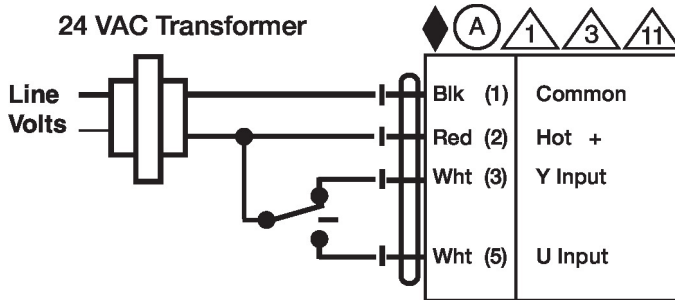 24 VAC Transformer
A 1 3 11
Line
Volts
Blk (1) Common
Red (2) Hot +
Wht (3) Y Input
Wht (5) U Input